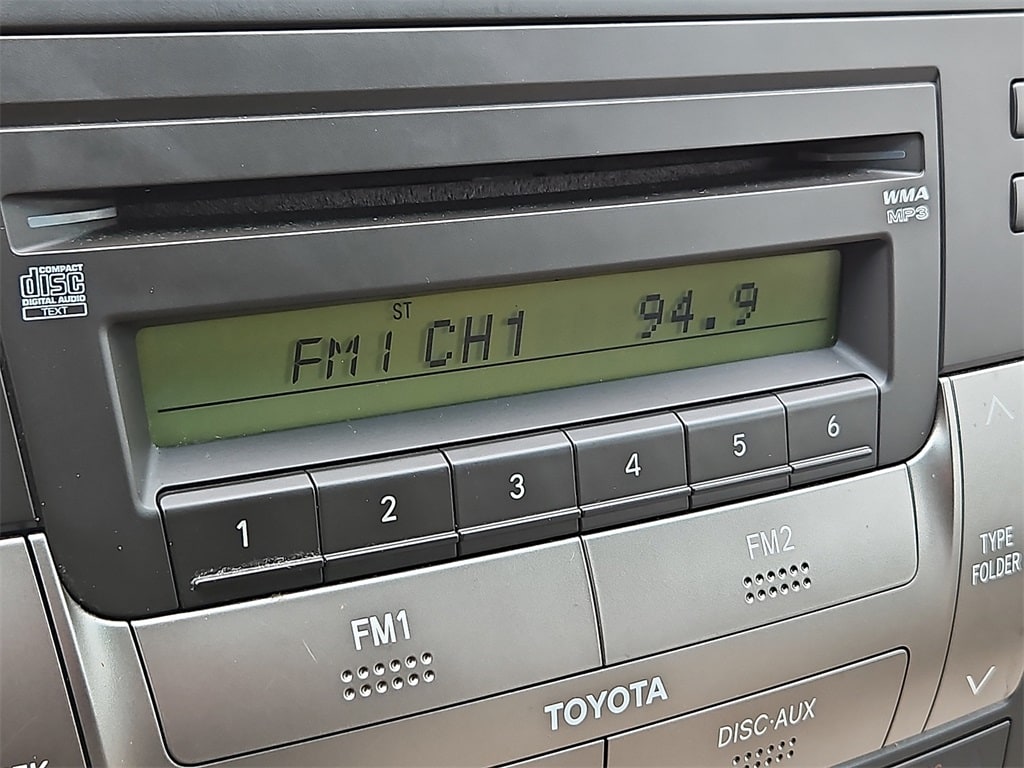 WMA
MP3
COMPACT
disc
DIGITAL AUDIO
TEXT
ST
FM1 CH1 94.9
1 2 3 4 5 6
FM2
FM1
TYPE
FOLDER
TOYOTA
DISC·AUX